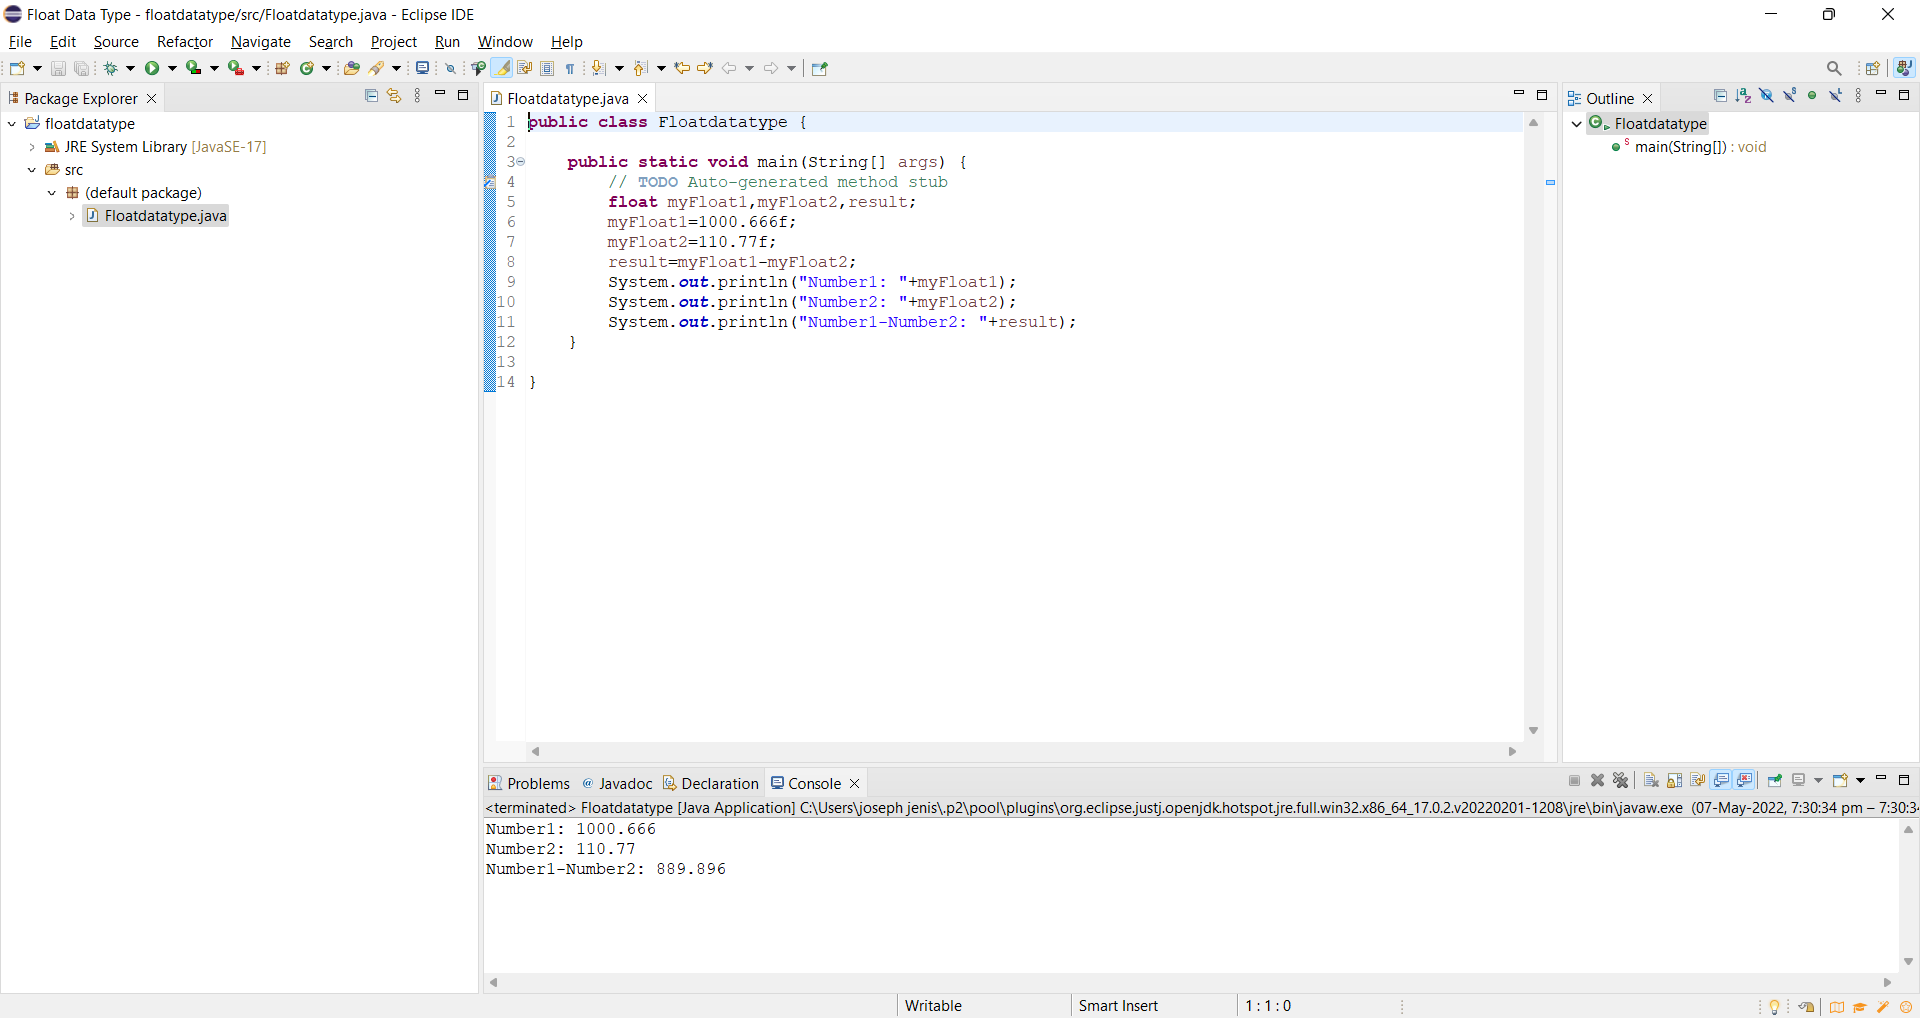 Float Data Type - floatdatatype/src/Floatdatatype.java - Eclipse IDE
File Edit Source Refactor Navigate Search Project Run Window Help
Package Explorer
floatdatatype
JRE System Library [JavaSE-17]
src
(default package)
Floatdatatype.java
Floatdatatype.java
1 public class Floatdatatype {
2
3 public static void main(String[] args) {
4 // TODO Auto-generated method stub
5 float myFloat1,myFloat2,result;
6 myFloat1=1000.666f;
7 myFloat2=110.77f;
8 result=myFloat1-myFloat2;
9 System.out.println("Number1: "+myFloat1);
10 System.out.println("Number2: "+myFloat2);
11 System.out.println("Number1-Number2: "+result);
12 }
13
14 }
Outline
Floatdatatype
main(String[]) : void
Problems Javadoc Declaration Console
<terminated> Floatdatatype [Java Application] C:\Users\joseph jenis\.p2\pool\plugins\org.eclipse.justj.openjdk.hotspot.jre.full.win32.x86_64_17.0.2.v20220201-1208\jre\bin\javaw.exe (07-May-2022, 7:30:34 pm – 7:30:3
Number1: 1000.666
Number2: 110.77
Number1-Number2: 889.896
Writable Smart Insert 1 : 1 : 0